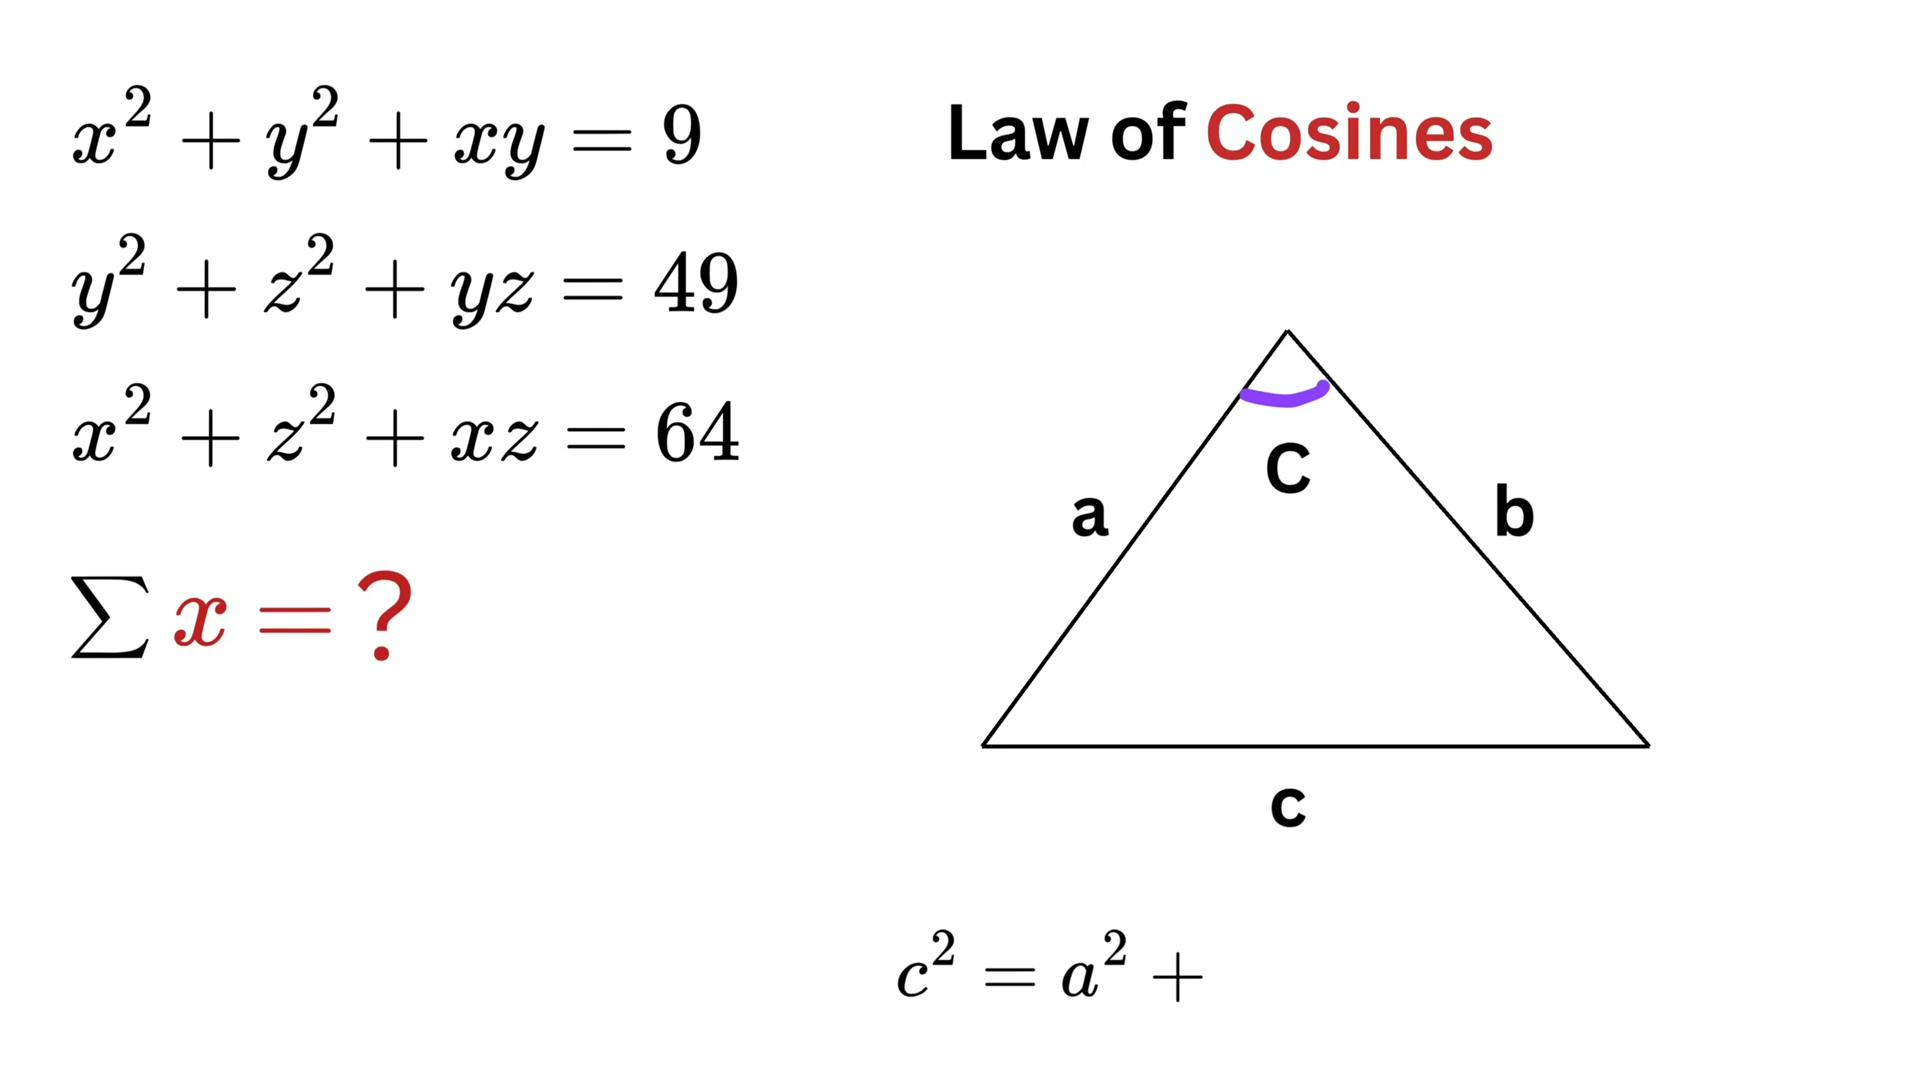 x² + y² + xy = 9
y² + z² + yz = 49
x² + z² + xz = 64
∑ x = ?
Law of Cosines
C
a
b
c
c² = a² +